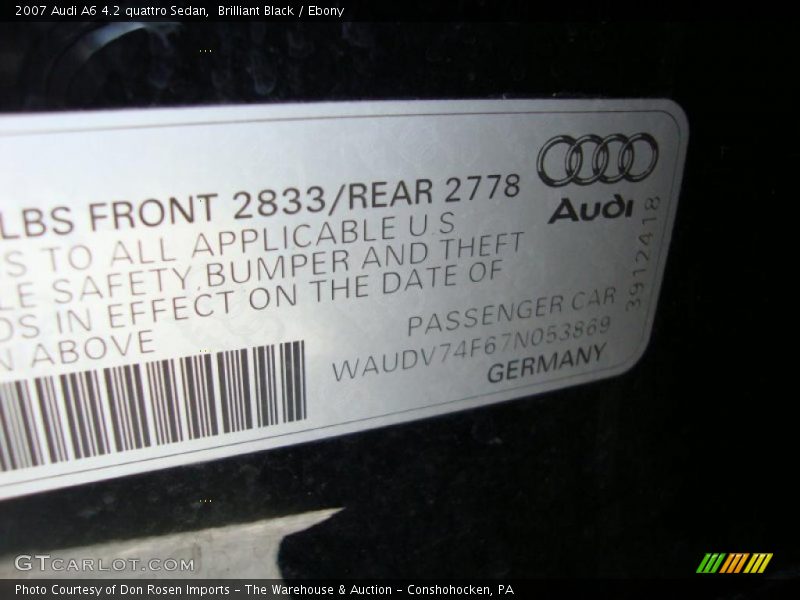 2007 Audi A6 4.2 quattro Sedan,  Brilliant Black / Ebony
LBS FRONT 2833/REAR 2778
S TO ALL APPLICABLE U.S
LE SAFETY, BUMPER AND THEFT
DS IN EFFECT ON THE DATE OF
N ABOVE
Audi
3912418
PASSENGER CAR
WAUDV74F67N053869
GERMANY
GTCARLOT.COM
Photo Courtesy of Don Rosen Imports - The Warehouse & Auction - Conshohocken, PA